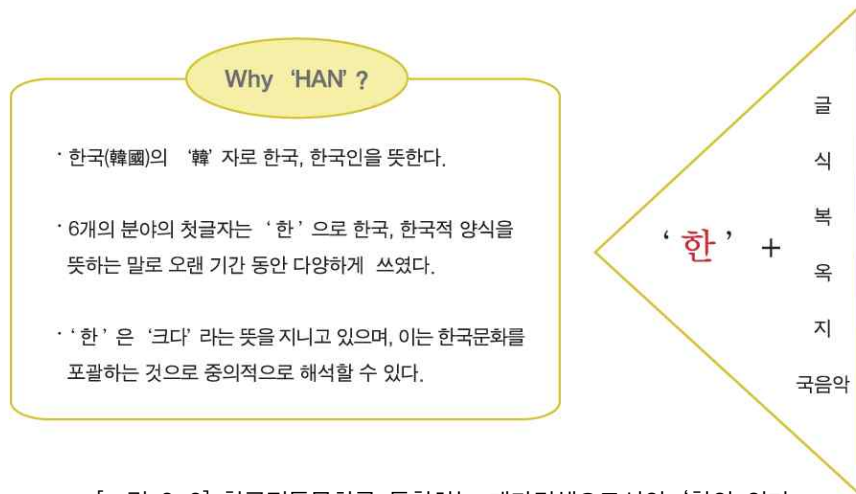 Why ‘HAN’ ?
· 한국(韓國)의 ‘韓’ 자로 한국, 한국인을 뜻한다.
· 6개의 분야의 첫글자는 ‘한’ 으로 한국, 한국적 양식을
뜻하는 말로 오랜 기간 동안 다양하게 쓰였다.
· ‘한’ 은 ‘크다’ 라는 뜻을 지니고 있으며, 이는 한국문화를
포괄하는 것으로 중의적으로 해석할 수 있다.
‘한’ +
글
식
복
옥
지
국음악